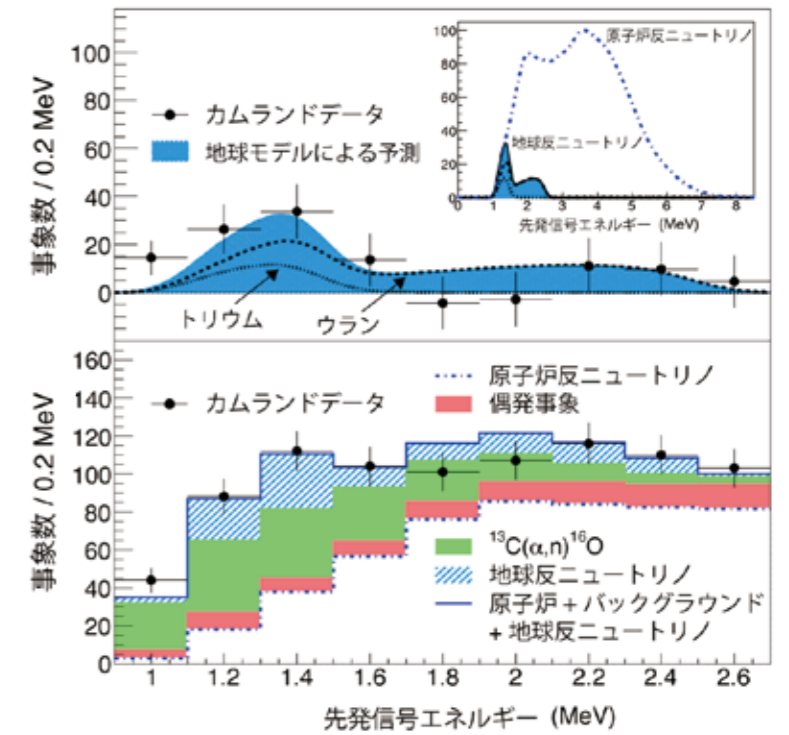 事象数 / 0.2 MeV
100
80
60
40
20
0
カムランドデータ
地球モデルによる予測
トリウム
ウラン
100
80
60
40
20
0
原子炉反ニュートリノ
地球反ニュートリノ
0 1 2 3 4 5 6 7 8
先発信号エネルギー (MeV)
事象数 / 0.2 MeV
160
140
120
100
80
60
40
20
0
カムランドデータ
原子炉反ニュートリノ
偶発事象
¹³C(α,n)¹⁶O
地球反ニュートリノ
原子炉 + バックグラウンド
+ 地球反ニュートリノ
1 1.2 1.4 1.6 1.8 2 2.2 2.4 2.6
先発信号エネルギー (MeV)